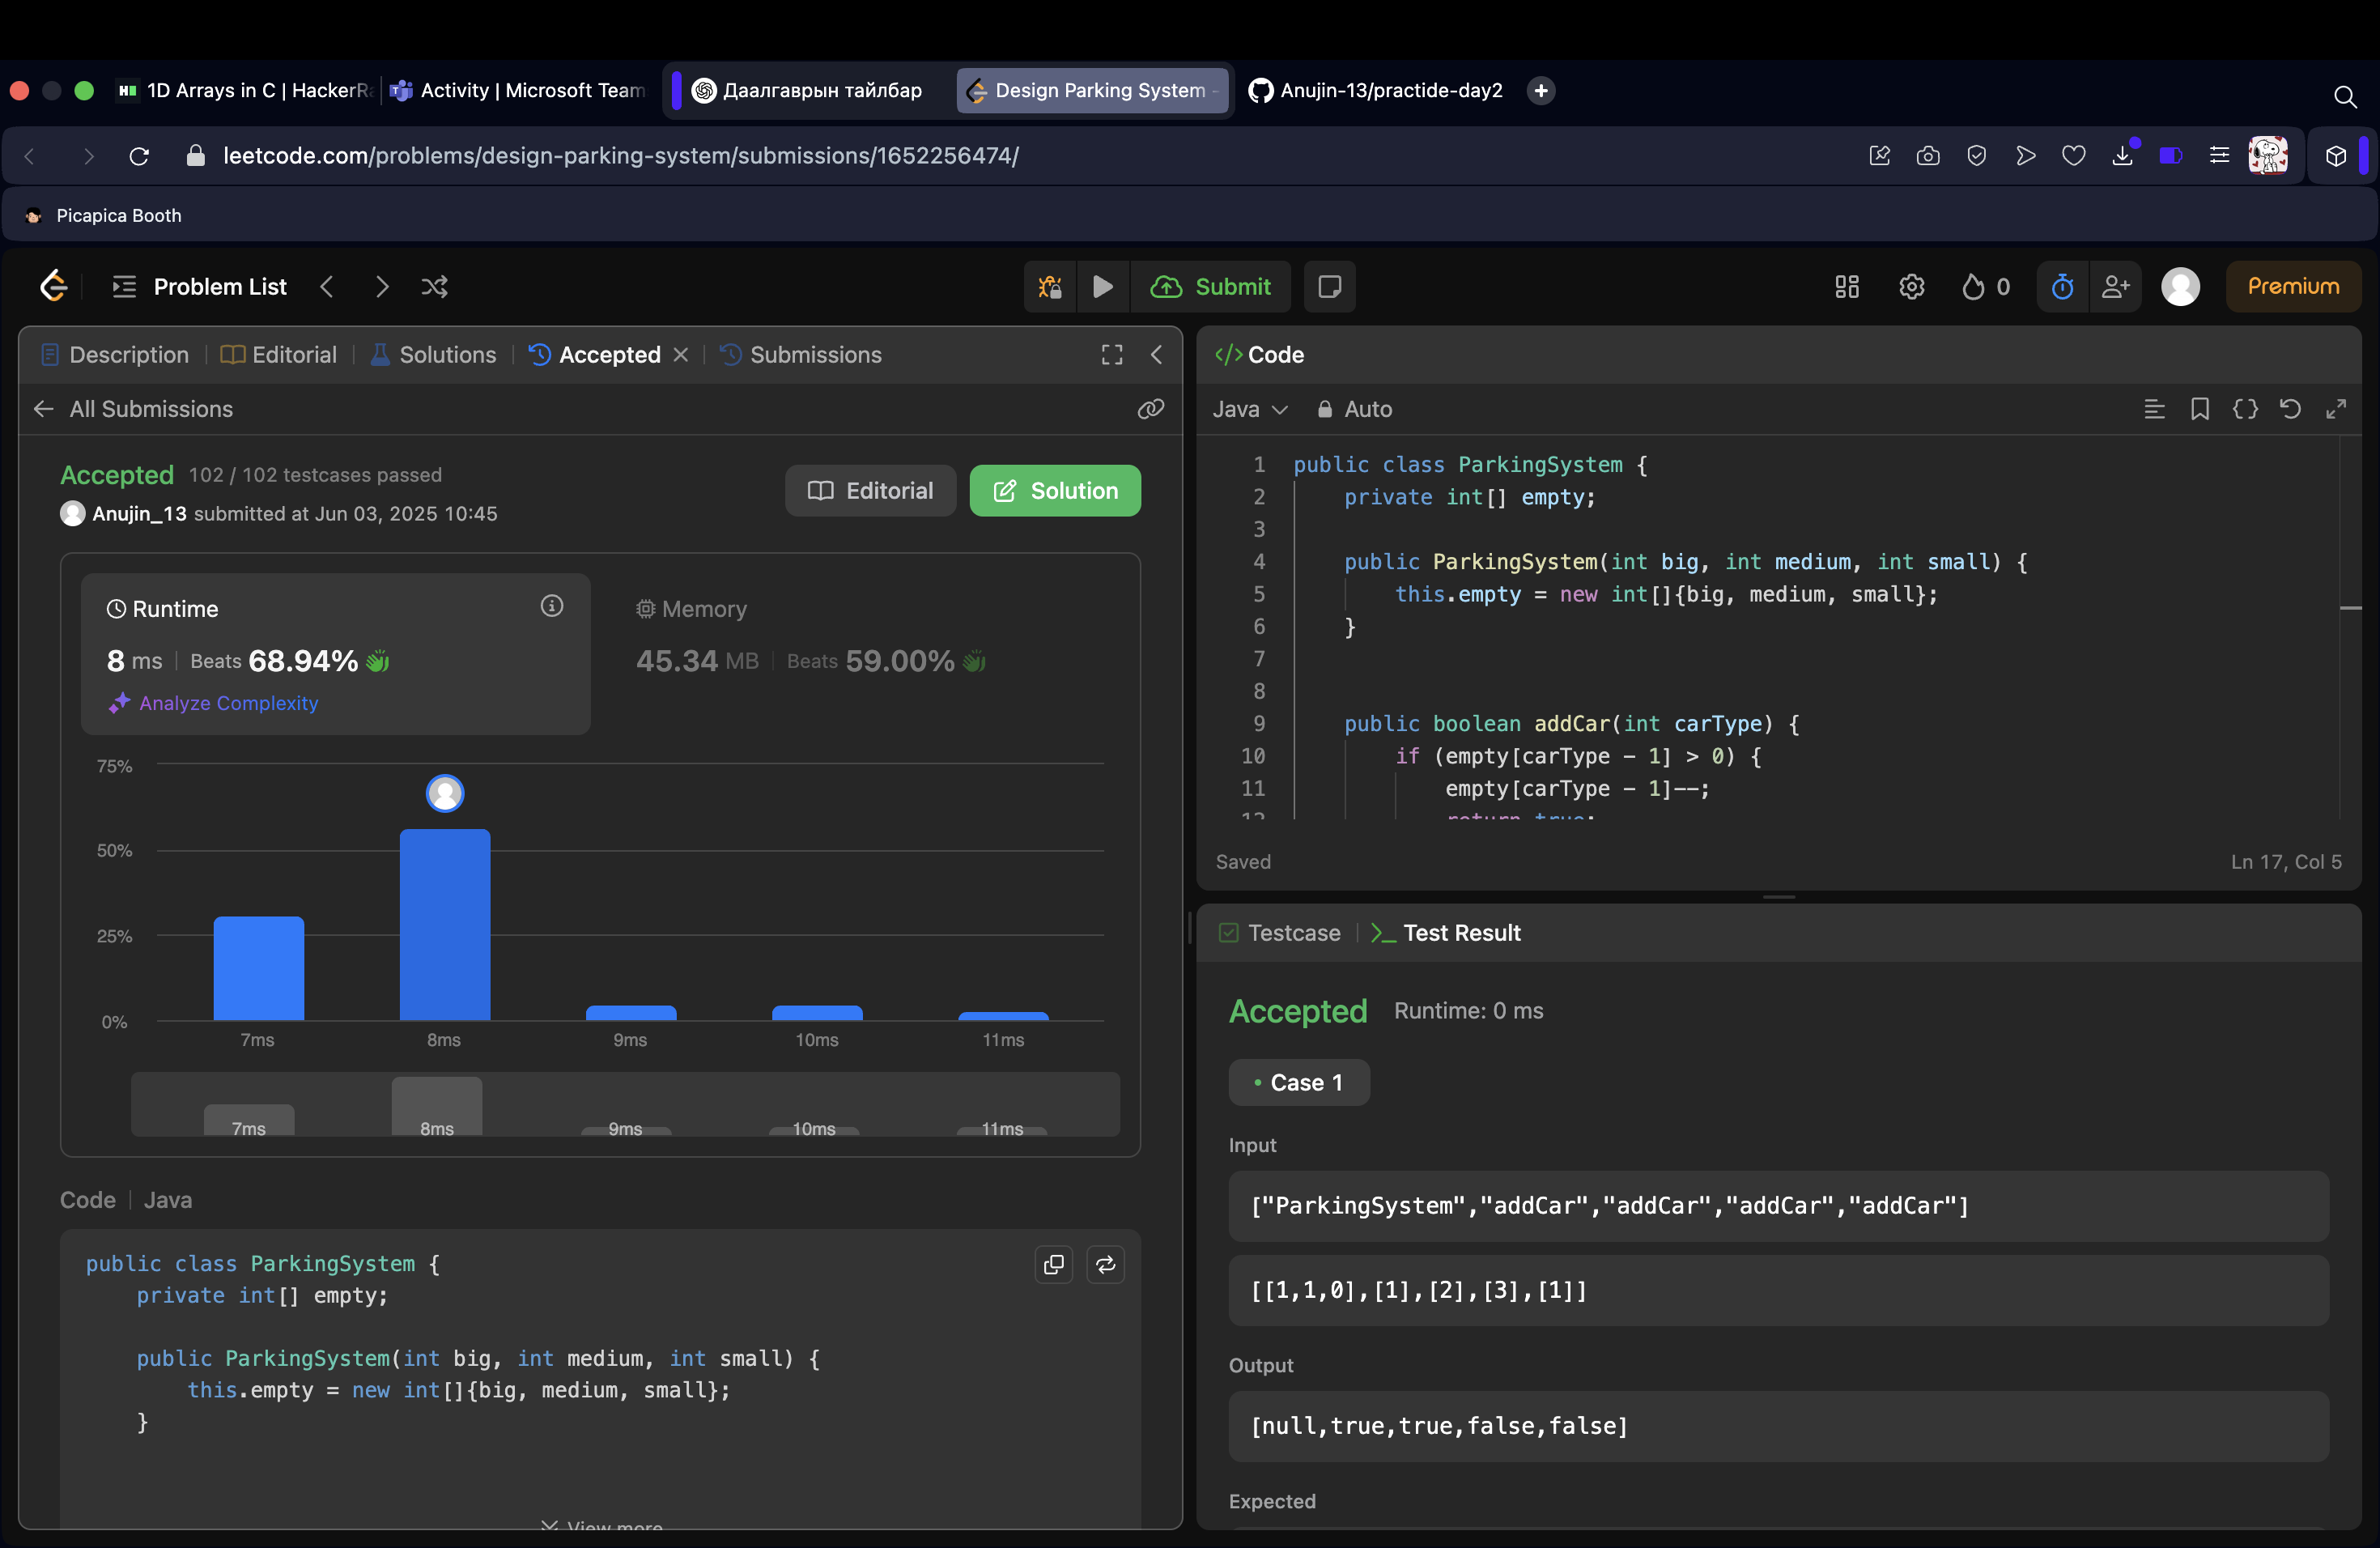 1D Arrays in C | HackerRa
Activity | Microsoft Team
Даалгаврын тайлбар
Design Parking System -
Anujin-13/practide-day2
leetcode.com/problems/design-parking-system/submissions/1652256474/
Picapica Booth
Problem List
Submit
0
Premium
Description
Editorial
Solutions
Accepted
Submissions
All Submissions
Accepted 102 / 102 testcases passed
Anujin_13 submitted at Jun 03, 2025 10:45
Editorial
Solution
Runtime
8 ms | Beats 68.94%
Analyze Complexity
Memory
45.34 MB | Beats 59.00%
75%
50%
25%
0%
7ms 8ms 9ms 10ms 11ms
7ms 8ms 9ms 10ms 11ms
Code | Java
public class ParkingSystem {
    private int[] empty;
    public ParkingSystem(int big, int medium, int small) {
        this.empty = new int[]{big, medium, small};
    }
View more
</> Code
Java
Auto
1 public class ParkingSystem {
2     private int[] empty;
3
4     public ParkingSystem(int big, int medium, int small) {
5         this.empty = new int[]{big, medium, small};
6     }
7
8
9     public boolean addCar(int carType) {
10         if (empty[carType - 1] > 0) {
11             empty[carType - 1]--;
12             return true;
Saved
Ln 17, Col 5
Testcase
Test Result
Accepted Runtime: 0 ms
• Case 1
Input
["ParkingSystem","addCar","addCar","addCar","addCar"]
[[1,1,0],[1],[2],[3],[1]]
Output
[null,true,true,false,false]
Expected